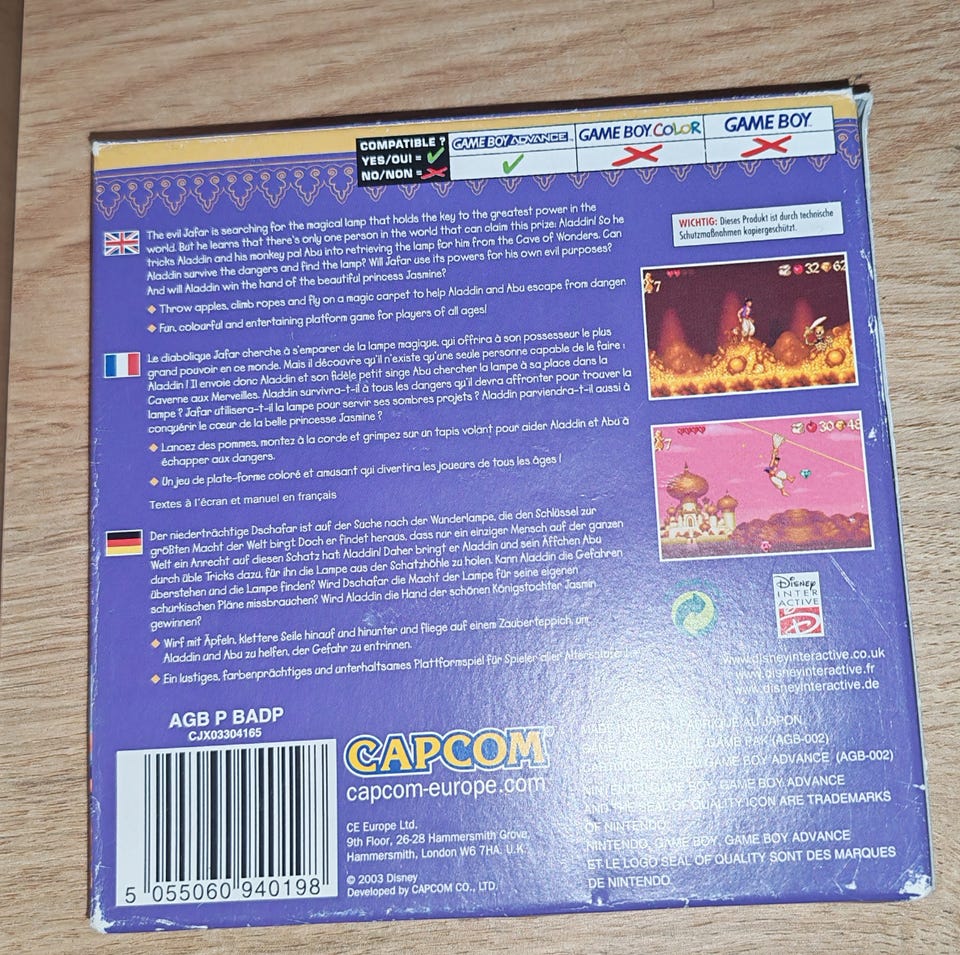 COMPATIBLE ?
YES/OUI =
NO/NON =
GAME BOY ADVANCE
GAME BOY COLOR
GAME BOY
The evil Jafar is searching for the magical lamp that holds the key to the greatest power in the
world. But he learns that there's only one person in the world that can claim this prize: Aladdin! So he
tricks Aladdin and his monkey pal Abu into retrieving the lamp for him from the Cave of Wonders. Can
Aladdin survive the dangers and find the lamp? Will Jafar use its powers for his own evil purposes?
And will Aladdin win the hand of the beautiful princess Jasmine?
Throw apples, climb ropes and fly on a magic carpet to help Aladdin and Abu escape from danger.
Fun, colourful and entertaining platform game for players of all ages!
Le diabolique Jafar cherche à s'emparer de la lampe magique, qui offrira à son possesseur le plus
grand pouvoir en ce monde. Mais il découvre qu'il n'existe qu'une seule personne capable de le faire :
Aladdin ! Il envoie donc Aladdin et son fidèle petit singe Abu chercher la lampe à sa place dans la
Caverne aux Merveilles. Aladdin survivra-t-il à tous les dangers qu'il devra affronter pour trouver la
lampe ? Jafar utilisera-t-il la lampe pour servir ses sombres projets ? Aladdin parviendra-t-il aussi à
conquérir le cœur de la belle princesse Jasmine ?
Lancez des pommes, montez à la corde et grimpez sur un tapis volant pour aider Aladdin et Abu à
échapper aux dangers.
Un jeu de plate-forme coloré et amusant qui divertira les joueurs de tous les âges !
Textes à l'écran et manuel en français
Der niederträchtige Dschafar ist auf der Suche nach der Wunderlampe, die den Schlüssel zur
größten Macht der Welt birgt. Doch er findet heraus, dass nur ein einziger Mensch auf der ganzen
Welt ein Anrecht auf diesen Schatz hat: Aladdin! Daher bringt er Aladdin und sein Äffchen Abu
durch üble Tricks dazu, für ihn die Lampe aus der Schatzhöhle zu holen. Kann Aladdin die Gefahren
überstehen und die Lampe finden? Wird Dschafar die Macht der Lampe für seine eigenen
schurkischen Pläne missbrauchen? Wird Aladdin die Hand der schönen Königstochter Jasmin
gewinnen?
Wirf mit Äpfeln, klettere Seile hinauf und hinunter und fliege auf einem Zauberteppich, um
Aladdin und Abu zu helfen, der Gefahr zu entrinnen.
Ein lustiges, farbenprächtiges und unterhaltsames Plattformspiel für Spieler aller
WICHTIG: Dieses Produkt ist durch technische
Schutzmaßnahmen kopiergeschützt.
7 32 62
7 30 48
DISNEY
INTER
ACTIVE
www.disneyinteractive.co.uk
www.disneyinteractive.fr
www.disneyinteractive.de
AGB P BADP
CJX03304165
5 055060 940198
CAPCOM
capcom-europe.com
CE Europe Ltd.
9th Floor, 26-28 Hammersmith Grove,
Hammersmith, London W6 7HA. U.K.
© 2003 Disney
Developed by CAPCOM CO., LTD.
AU JAPON.
GAME PAK (AGB-002)
GAME BOY ADVANCE (AGB-002)
NINTENDO, GAME BOY, GAME BOY ADVANCE
AND THE SEAL OF QUALITY ICON ARE TRADEMARKS
OF NINTENDO.
NINTENDO, GAME BOY, GAME BOY ADVANCE
ET LE LOGO SEAL OF QUALITY SONT DES MARQUES
DE NINTENDO.